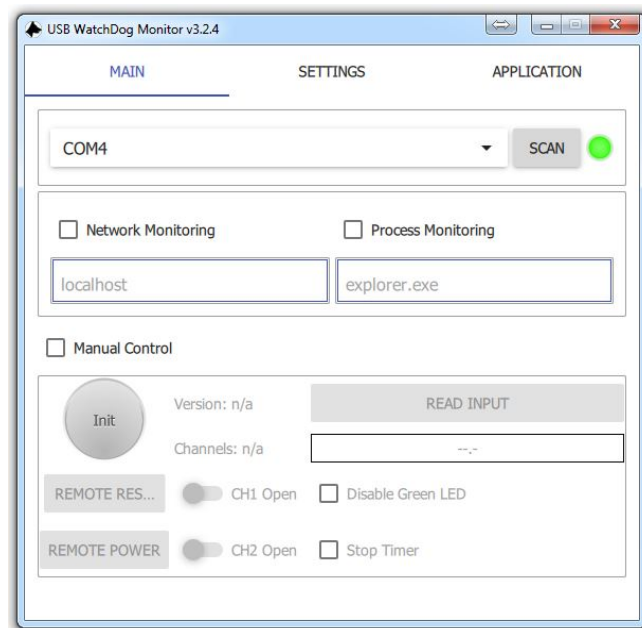 USB WatchDog Monitor v3.2.4
MAIN SETTINGS APPLICATION
COM4 SCAN
Network Monitoring Process Monitoring
localhost explorer.exe
Manual Control
Init Version: n/a READ INPUT
Channels: n/a --.-
REMOTE RES... CH1 Open Disable Green LED
REMOTE POWER CH2 Open Stop Timer